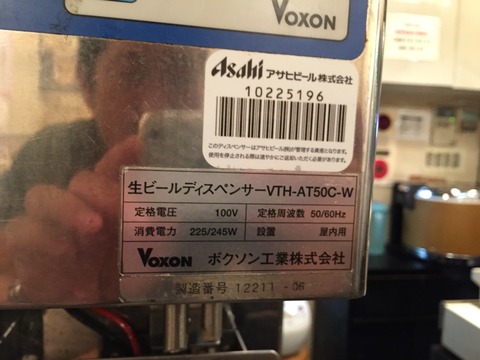 VOXON
Asahi アサヒビール株式会社
10225196
このディスペンサーはアサヒビール㈱が管理する資産となります。
使用を停止される際は速やかにご返却いただく必要があります。
生ビールディスペンサーVTH-AT50C-W
定格電圧 100V 定格周波数 50/60Hz
消費電力 225/245W 設置 屋内用
VOXON ボクソン工業株式会社
製造番号 12211 -06